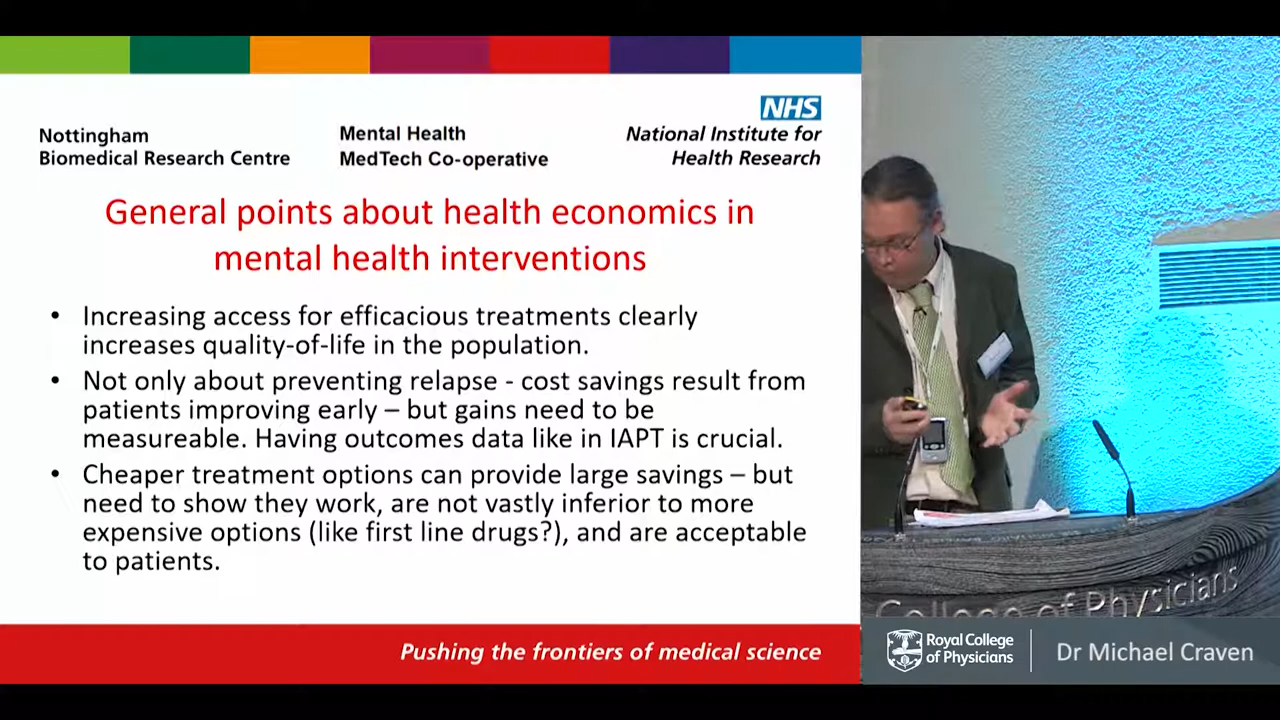 Nottingham
Biomedical Research Centre
Mental Health
MedTech Co-operative
NHS
National Institute for
Health Research
General points about health economics in
mental health interventions
• Increasing access for efficacious treatments clearly
increases quality-of-life in the population.
• Not only about preventing relapse - cost savings result from
patients improving early – but gains need to be
measureable. Having outcomes data like in IAPT is crucial.
• Cheaper treatment options can provide large savings – but
need to show they work, are not vastly inferior to more
expensive options (like first line drugs?), and are acceptable
to patients.
Pushing the frontiers of medical science
College of Physicians
Royal College
of Physicians
Dr Michael Craven